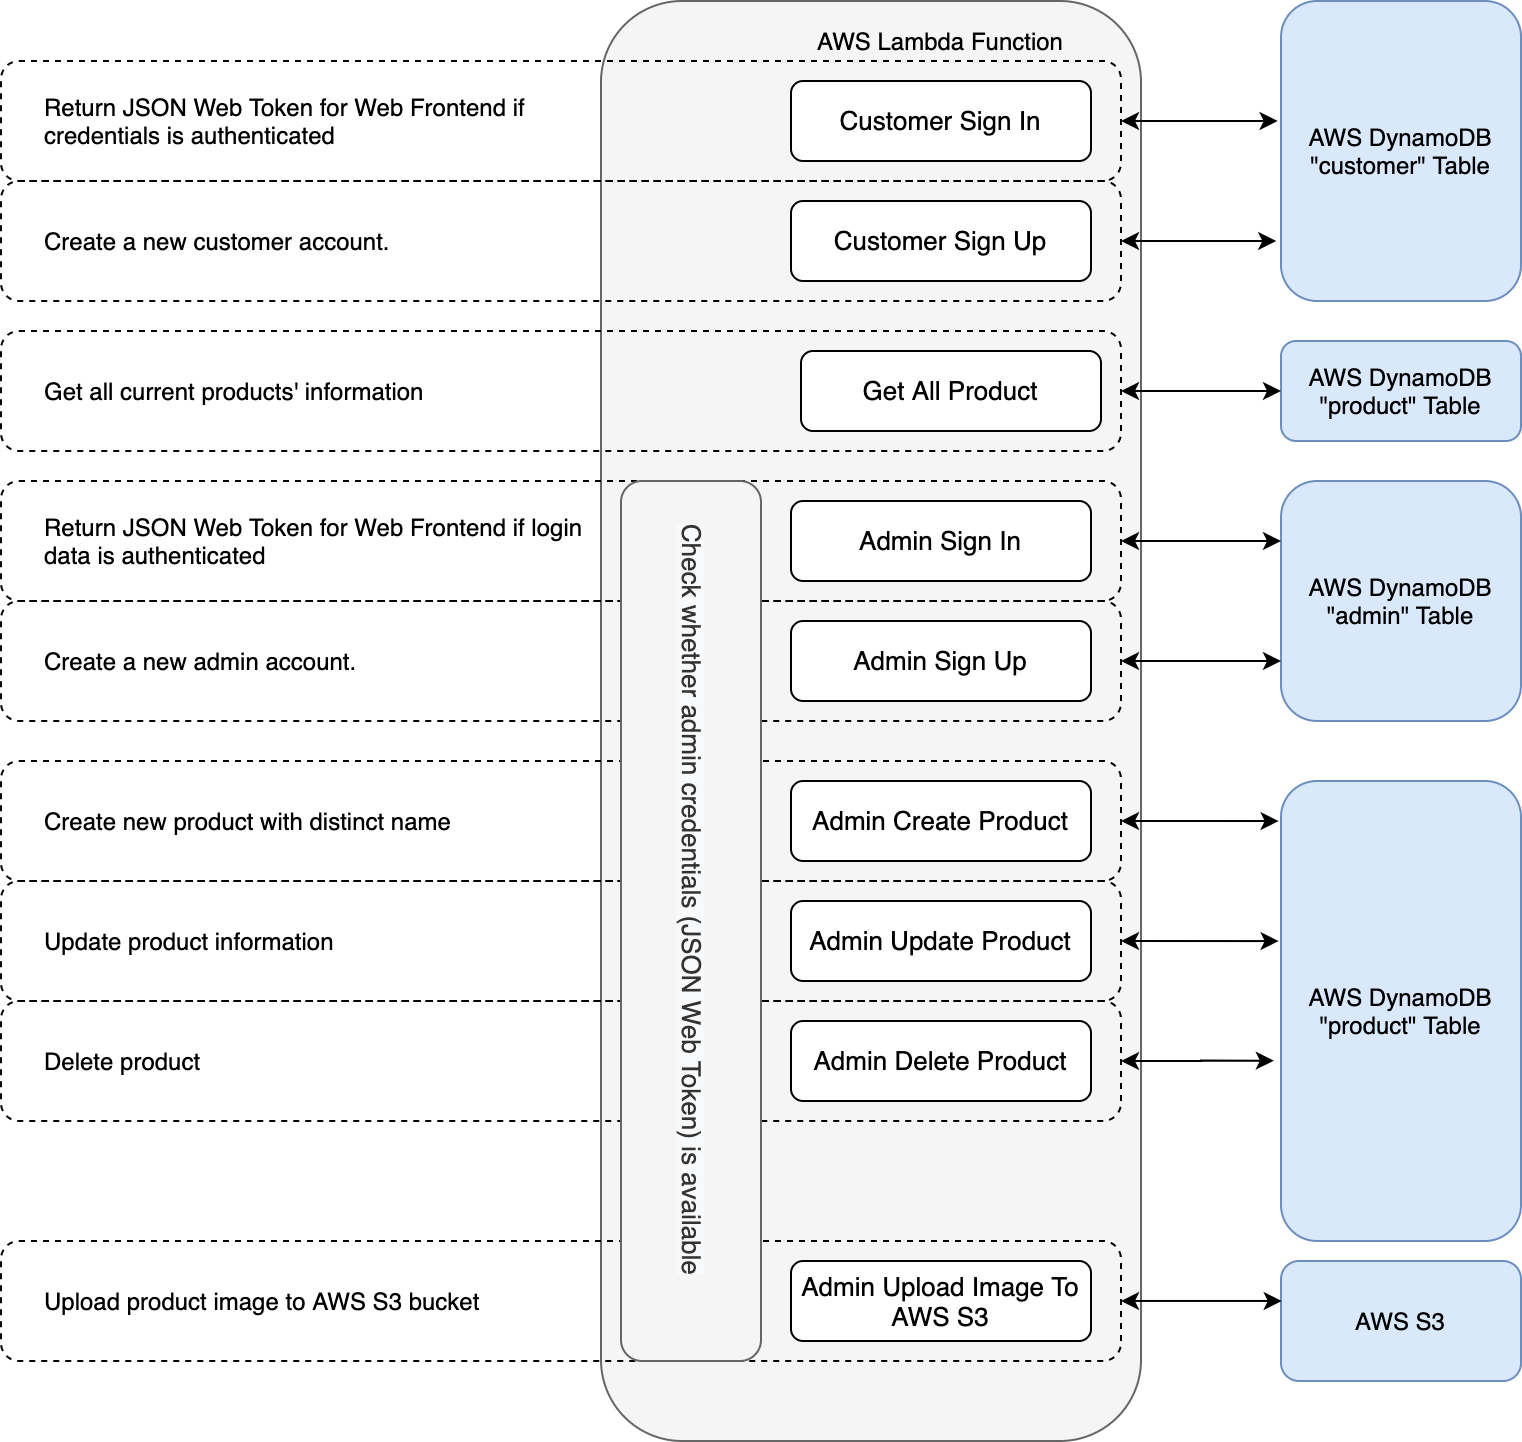 AWS Lambda Function
Return JSON Web Token for Web Frontend if
credentials is authenticated
Customer Sign In
AWS DynamoDB
"customer" Table
Create a new customer account.
Customer Sign Up
Get all current products' information
Get All Product
AWS DynamoDB
"product" Table
Return JSON Web Token for Web Frontend if login
data is authenticated
Check whether admin credentials (JSON Web Token) is available
Admin Sign In
AWS DynamoDB
"admin" Table
Create a new admin account.
Admin Sign Up
Create new product with distinct name
Admin Create Product
Update product information
Admin Update Product
AWS DynamoDB
"product" Table
Delete product
Admin Delete Product
Upload product image to AWS S3 bucket
Admin Upload Image To
AWS S3
AWS S3